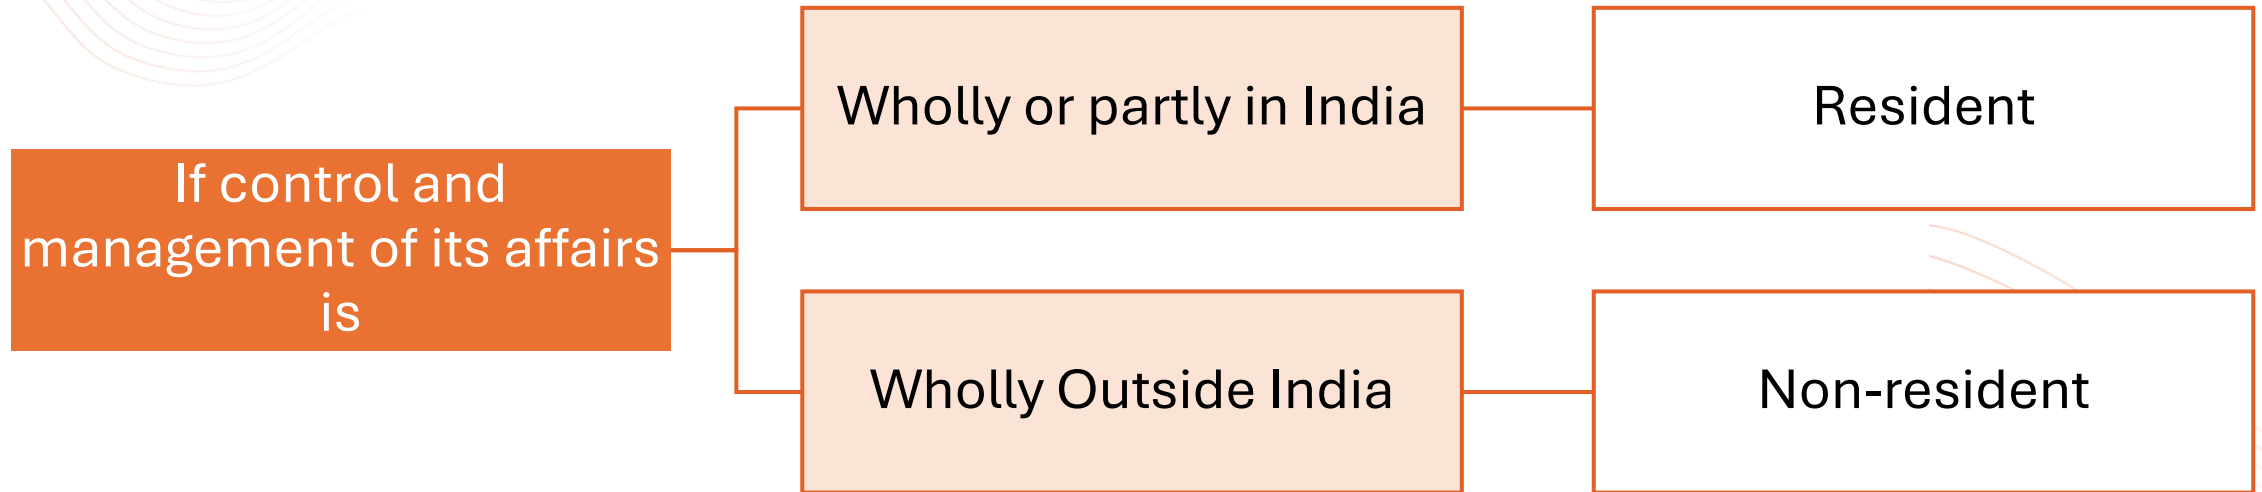 If control and
management of its affairs
is
Wholly or partly in India
Resident
Wholly Outside India
Non-resident